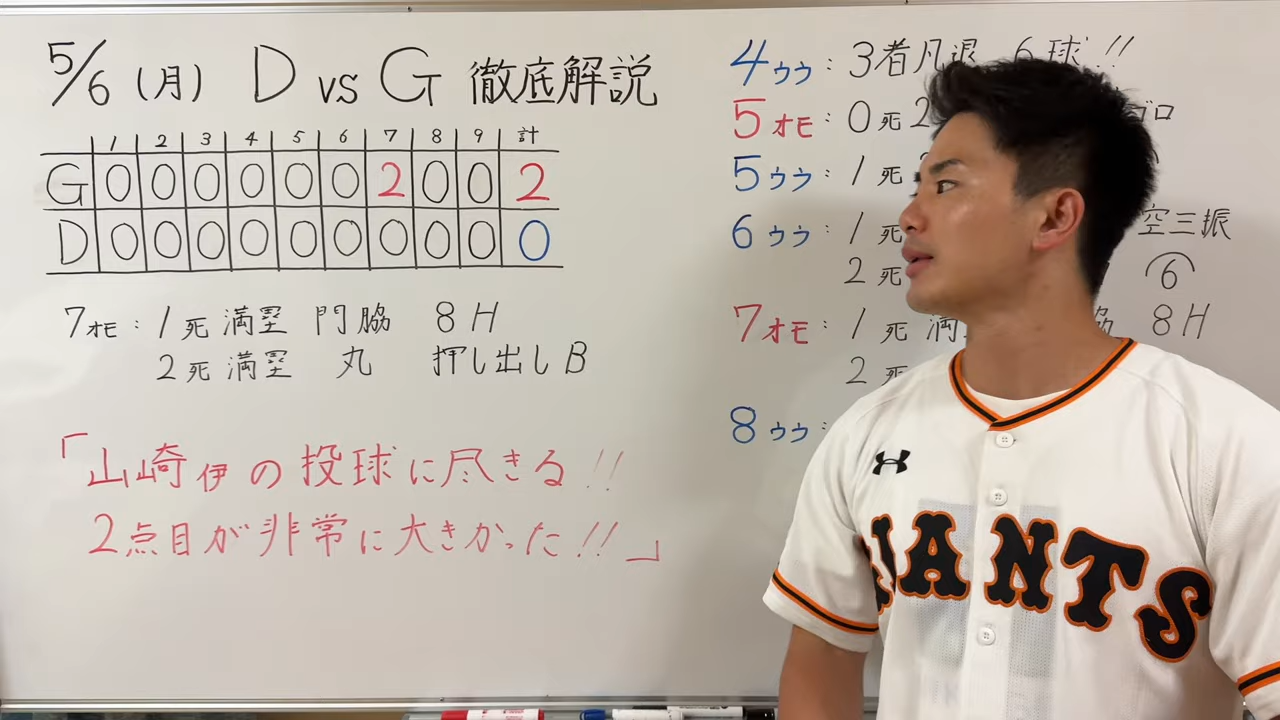 5/6 (月) D vs G 徹底解説
1 2 3 4 5 6 7 8 9 計
G 0 0 0 0 0 0 2 0 0 2
D 0 0 0 0 0 0 0 0 0 0
7オモ:1死満塁 門脇 8H
2死満塁 丸 押し出しB
「山崎伊の投球に尽きる!!
2点目が非常に大きかった!!」
4ウラ:3者凡退 6球!!
5オモ:0死2 ゴロ
5ウラ:1死
6ウラ:1死 空三振
2死 6
7オモ:1死満 脇 8H
2死
8ウラ:
GIANTS